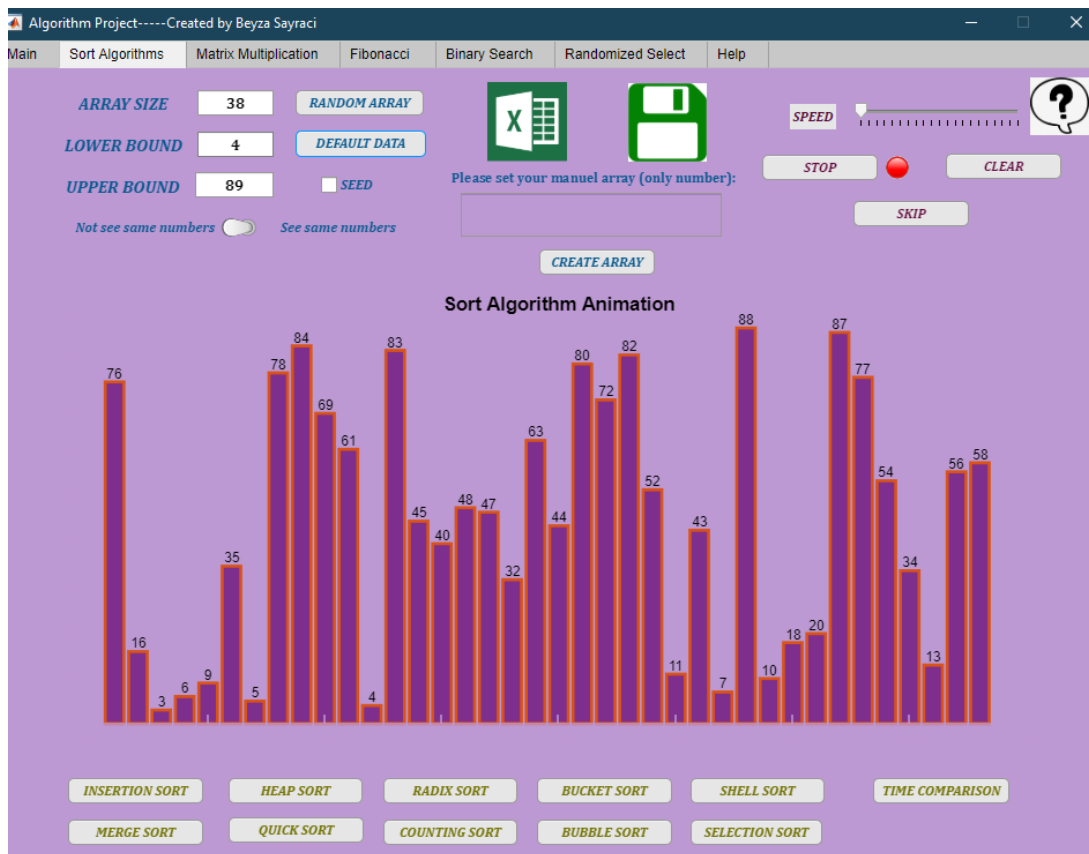 Algorithm Project-----Created by Beyza Sayraci
Main Sort Algorithms Matrix Multiplication Fibonacci Binary Search Randomized Select Help
ARRAY SIZE 38 RANDOM ARRAY
LOWER BOUND 4 DEFAULT DATA
UPPER BOUND 89 SEED
Not see same numbers See same numbers
X
Please set your manuel array (only number):
CREATE ARRAY
SPEED
?
STOP CLEAR
SKIP
Sort Algorithm Animation
76 16 3 6 9 35 5 78 84 69 61 4 83 45 40 48 47 32 63 44 80 72 82 52 11 43 7 88 10 18 20 87 77 54 34 13 56 58
INSERTION SORT HEAP SORT RADIX SORT BUCKET SORT SHELL SORT TIME COMPARISON
MERGE SORT QUICK SORT COUNTING SORT BUBBLE SORT SELECTION SORT